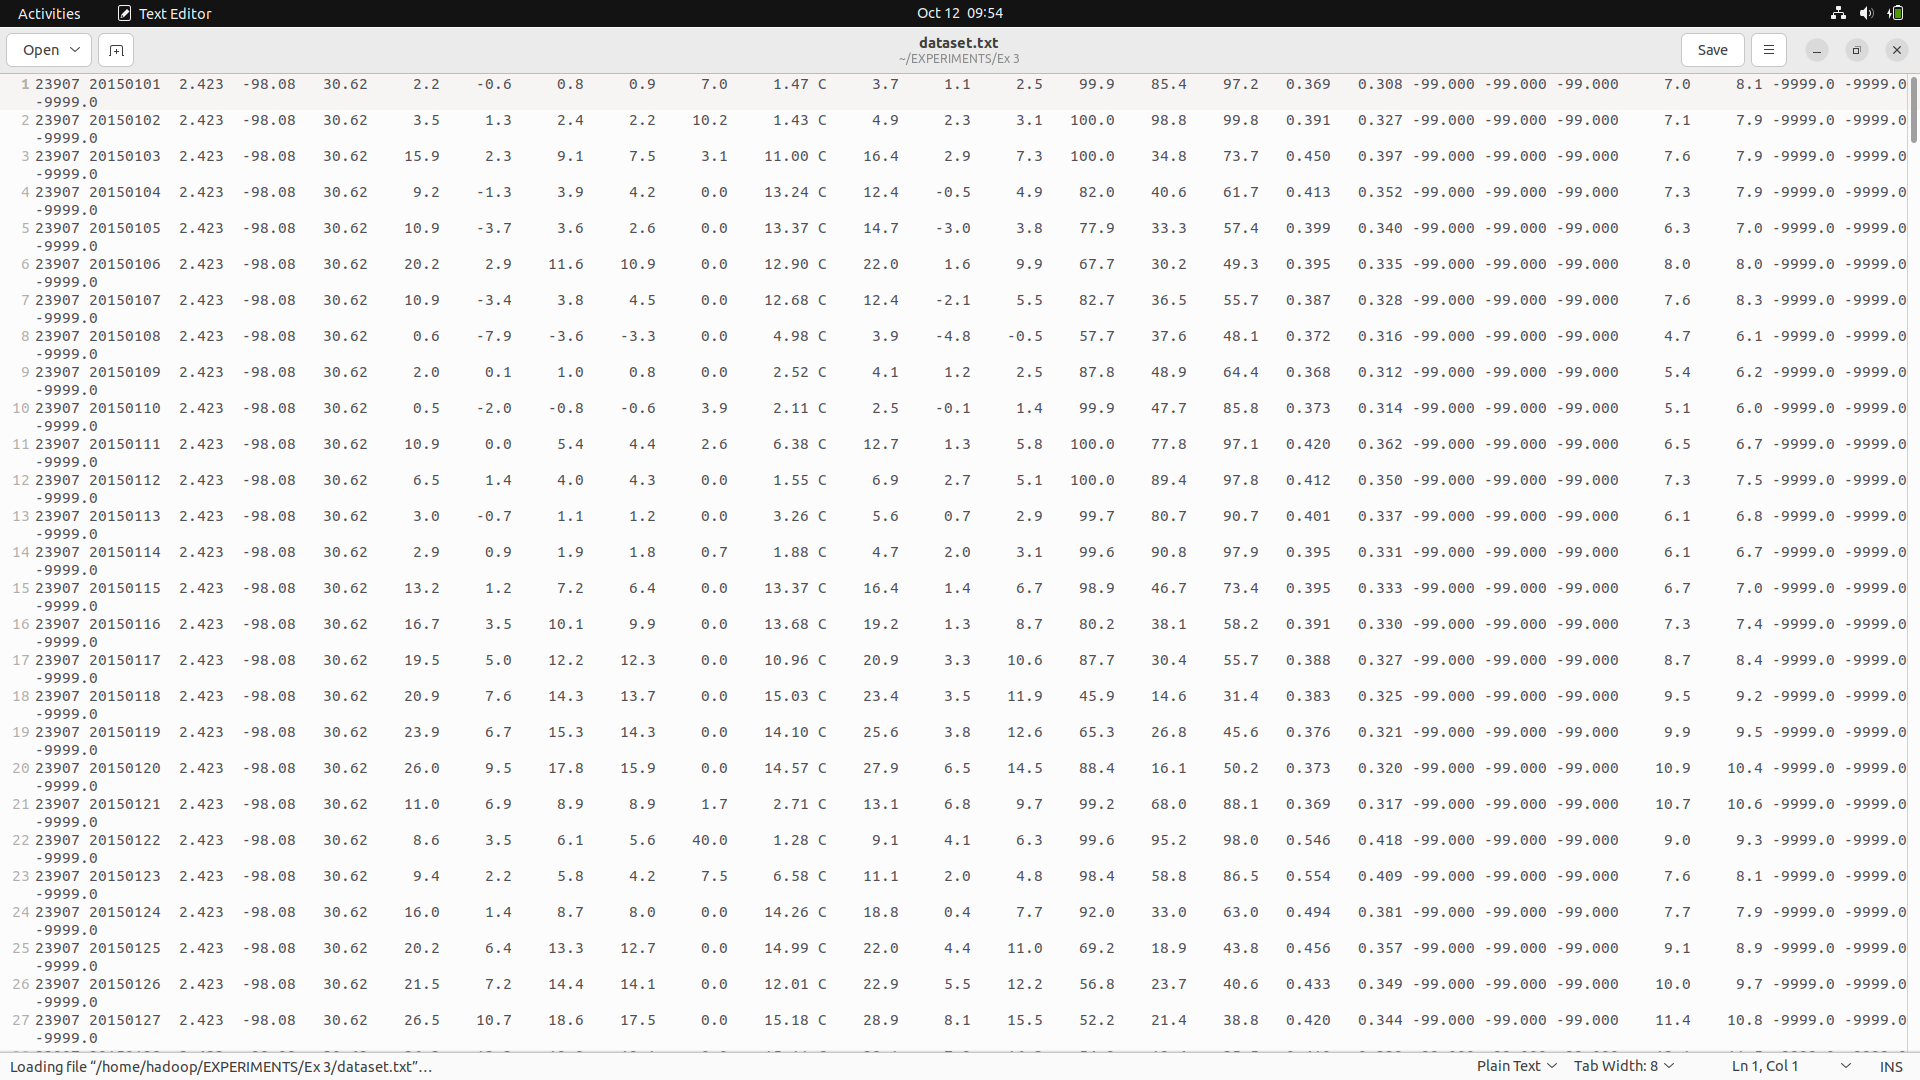 Activities Text Editor Oct 12 09:54
Open dataset.txt Save
~/EXPERIMENTS/Ex 3
1 23907 20150101 2.423 -98.08 30.62 2.2 -0.6 0.8 0.9 7.0 1.47 C 3.7 1.1 2.5 99.9 85.4 97.2 0.369 0.308 -99.000 -99.000 -99.000 7.0 8.1 -9999.0 -9999.0
-9999.0
2 23907 20150102 2.423 -98.08 30.62 3.5 1.3 2.4 2.2 10.2 1.43 C 4.9 2.3 3.1 100.0 98.8 99.8 0.391 0.327 -99.000 -99.000 -99.000 7.1 7.9 -9999.0 -9999.0
-9999.0
3 23907 20150103 2.423 -98.08 30.62 15.9 2.3 9.1 7.5 3.1 11.00 C 16.4 2.9 7.3 100.0 34.8 73.7 0.450 0.397 -99.000 -99.000 -99.000 7.6 7.9 -9999.0 -9999.0
-9999.0
4 23907 20150104 2.423 -98.08 30.62 9.2 -1.3 3.9 4.2 0.0 13.24 C 12.4 -0.5 4.9 82.0 40.6 61.7 0.413 0.352 -99.000 -99.000 -99.000 7.3 7.9 -9999.0 -9999.0
-9999.0
5 23907 20150105 2.423 -98.08 30.62 10.9 -3.7 3.6 2.6 0.0 13.37 C 14.7 -3.0 3.8 77.9 33.3 57.4 0.399 0.340 -99.000 -99.000 -99.000 6.3 7.0 -9999.0 -9999.0
-9999.0
6 23907 20150106 2.423 -98.08 30.62 20.2 2.9 11.6 10.9 0.0 12.90 C 22.0 1.6 9.9 67.7 30.2 49.3 0.395 0.335 -99.000 -99.000 -99.000 8.0 8.0 -9999.0 -9999.0
-9999.0
7 23907 20150107 2.423 -98.08 30.62 10.9 -3.4 3.8 4.5 0.0 12.68 C 12.4 -2.1 5.5 82.7 36.5 55.7 0.387 0.328 -99.000 -99.000 -99.000 7.6 8.3 -9999.0 -9999.0
-9999.0
8 23907 20150108 2.423 -98.08 30.62 0.6 -7.9 -3.6 -3.3 0.0 4.98 C 3.9 -4.8 -0.5 57.7 37.6 48.1 0.372 0.316 -99.000 -99.000 -99.000 4.7 6.1 -9999.0 -9999.0
-9999.0
9 23907 20150109 2.423 -98.08 30.62 2.0 0.1 1.0 0.8 0.0 2.52 C 4.1 1.2 2.5 87.8 48.9 64.4 0.368 0.312 -99.000 -99.000 -99.000 5.4 6.2 -9999.0 -9999.0
-9999.0
10 23907 20150110 2.423 -98.08 30.62 0.5 -2.0 -0.8 -0.6 3.9 2.11 C 2.5 -0.1 1.4 99.9 47.7 85.8 0.373 0.314 -99.000 -99.000 -99.000 5.1 6.0 -9999.0 -9999.0
-9999.0
11 23907 20150111 2.423 -98.08 30.62 10.9 0.0 5.4 4.4 2.6 6.38 C 12.7 1.3 5.8 100.0 77.8 97.1 0.420 0.362 -99.000 -99.000 -99.000 6.5 6.7 -9999.0 -9999.0
-9999.0
12 23907 20150112 2.423 -98.08 30.62 6.5 1.4 4.0 4.3 0.0 1.55 C 6.9 2.7 5.1 100.0 89.4 97.8 0.412 0.350 -99.000 -99.000 -99.000 7.3 7.5 -9999.0 -9999.0
-9999.0
13 23907 20150113 2.423 -98.08 30.62 3.0 -0.7 1.1 1.2 0.0 3.26 C 5.6 0.7 2.9 99.7 80.7 90.7 0.401 0.337 -99.000 -99.000 -99.000 6.1 6.8 -9999.0 -9999.0
-9999.0
14 23907 20150114 2.423 -98.08 30.62 2.9 0.9 1.9 1.8 0.7 1.88 C 4.7 2.0 3.1 99.6 90.8 97.9 0.395 0.331 -99.000 -99.000 -99.000 6.1 6.7 -9999.0 -9999.0
-9999.0
15 23907 20150115 2.423 -98.08 30.62 13.2 1.2 7.2 6.4 0.0 13.37 C 16.4 1.4 6.7 98.9 46.7 73.4 0.395 0.333 -99.000 -99.000 -99.000 6.7 7.0 -9999.0 -9999.0
-9999.0
16 23907 20150116 2.423 -98.08 30.62 16.7 3.5 10.1 9.9 0.0 13.68 C 19.2 1.3 8.7 80.2 38.1 58.2 0.391 0.330 -99.000 -99.000 -99.000 7.3 7.4 -9999.0 -9999.0
-9999.0
17 23907 20150117 2.423 -98.08 30.62 19.5 5.0 12.2 12.3 0.0 10.96 C 20.9 3.3 10.6 87.7 30.4 55.7 0.388 0.327 -99.000 -99.000 -99.000 8.7 8.4 -9999.0 -9999.0
-9999.0
18 23907 20150118 2.423 -98.08 30.62 20.9 7.6 14.3 13.7 0.0 15.03 C 23.4 3.5 11.9 45.9 14.6 31.4 0.383 0.325 -99.000 -99.000 -99.000 9.5 9.2 -9999.0 -9999.0
-9999.0
19 23907 20150119 2.423 -98.08 30.62 23.9 6.7 15.3 14.3 0.0 14.10 C 25.6 3.8 12.6 65.3 26.8 45.6 0.376 0.321 -99.000 -99.000 -99.000 9.9 9.5 -9999.0 -9999.0
-9999.0
20 23907 20150120 2.423 -98.08 30.62 26.0 9.5 17.8 15.9 0.0 14.57 C 27.9 6.5 14.5 88.4 16.1 50.2 0.373 0.320 -99.000 -99.000 -99.000 10.9 10.4 -9999.0 -9999.0
-9999.0
21 23907 20150121 2.423 -98.08 30.62 11.0 6.9 8.9 8.9 1.7 2.71 C 13.1 6.8 9.7 99.2 68.0 88.1 0.369 0.317 -99.000 -99.000 -99.000 10.7 10.6 -9999.0 -9999.0
-9999.0
22 23907 20150122 2.423 -98.08 30.62 8.6 3.5 6.1 5.6 40.0 1.28 C 9.1 4.1 6.3 99.6 95.2 98.0 0.546 0.418 -99.000 -99.000 -99.000 9.0 9.3 -9999.0 -9999.0
-9999.0
23 23907 20150123 2.423 -98.08 30.62 9.4 2.2 5.8 4.2 7.5 6.58 C 11.1 2.0 4.8 98.4 58.8 86.5 0.554 0.409 -99.000 -99.000 -99.000 7.6 8.1 -9999.0 -9999.0
-9999.0
24 23907 20150124 2.423 -98.08 30.62 16.0 1.4 8.7 8.0 0.0 14.26 C 18.8 0.4 7.7 92.0 33.0 63.0 0.494 0.381 -99.000 -99.000 -99.000 7.7 7.9 -9999.0 -9999.0
-9999.0
25 23907 20150125 2.423 -98.08 30.62 20.2 6.4 13.3 12.7 0.0 14.99 C 22.0 4.4 11.0 69.2 18.9 43.8 0.456 0.357 -99.000 -99.000 -99.000 9.1 8.9 -9999.0 -9999.0
-9999.0
26 23907 20150126 2.423 -98.08 30.62 21.5 7.2 14.4 14.1 0.0 12.01 C 22.9 5.5 12.2 56.8 23.7 40.6 0.433 0.349 -99.000 -99.000 -99.000 10.0 9.7 -9999.0 -9999.0
-9999.0
27 23907 20150127 2.423 -98.08 30.62 26.5 10.7 18.6 17.5 0.0 15.18 C 28.9 8.1 15.5 52.2 21.4 38.8 0.420 0.344 -99.000 -99.000 -99.000 11.4 10.8 -9999.0 -9999.0
-9999.0
Loading file “/home/hadoop/EXPERIMENTS/Ex 3/dataset.txt”… Plain Text Tab Width: 8 Ln 1, Col 1 INS